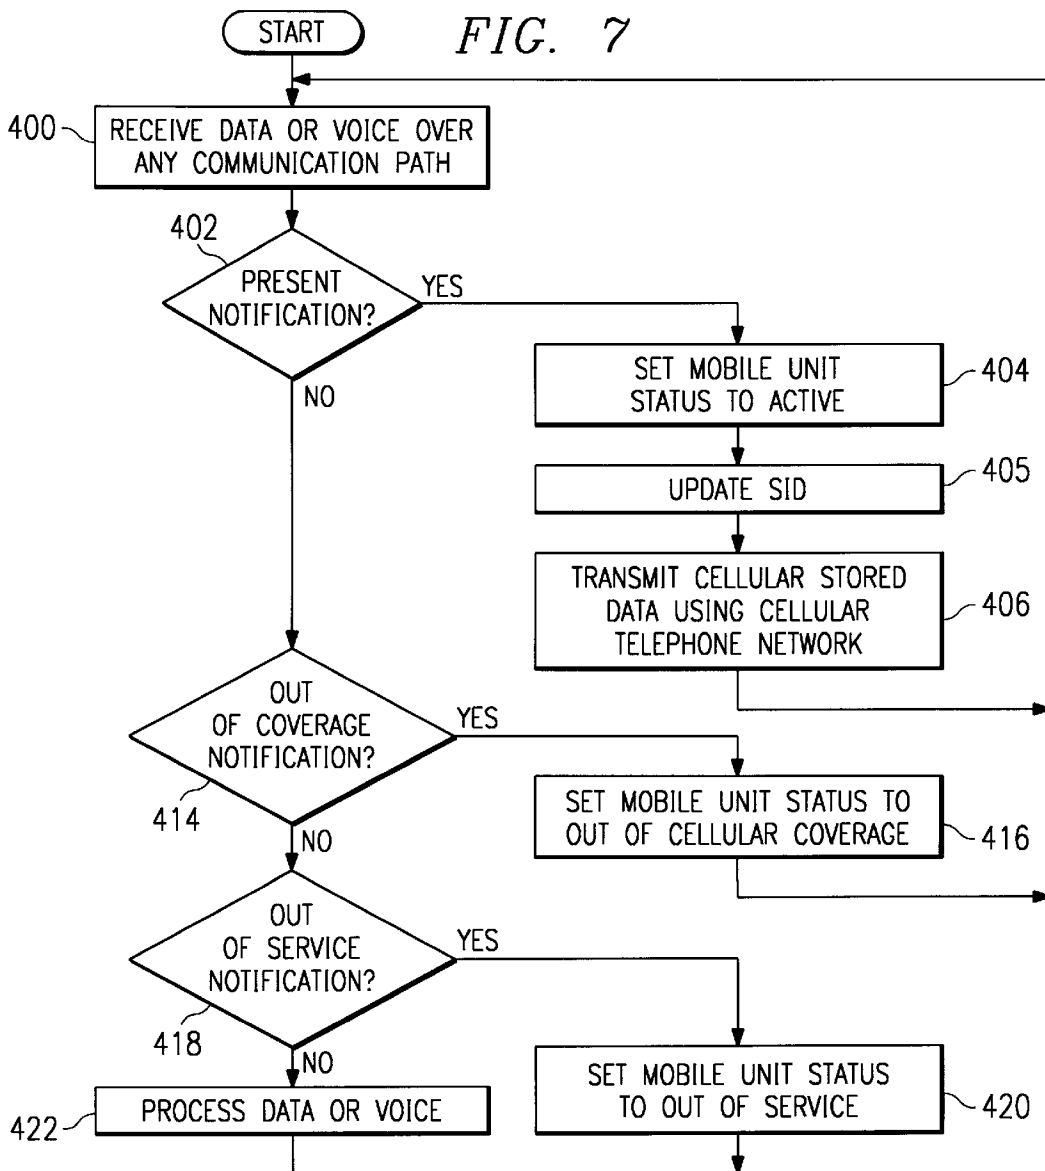 START
FIG. 7
400
RECEIVE DATA OR VOICE OVER
ANY COMMUNICATION PATH
402
PRESENT
NOTIFICATION?
YES
NO
SET MOBILE UNIT
STATUS TO ACTIVE
404
UPDATE SID
405
TRANSMIT CELLULAR STORED
DATA USING CELLULAR
TELEPHONE NETWORK
406
OUT
OF COVERAGE
NOTIFICATION?
YES
414
NO
SET MOBILE UNIT STATUS TO
OUT OF CELLULAR COVERAGE
416
OUT
OF SERVICE
NOTIFICATION?
YES
418
NO
SET MOBILE UNIT STATUS
TO OUT OF SERVICE
420
422
PROCESS DATA OR VOICE